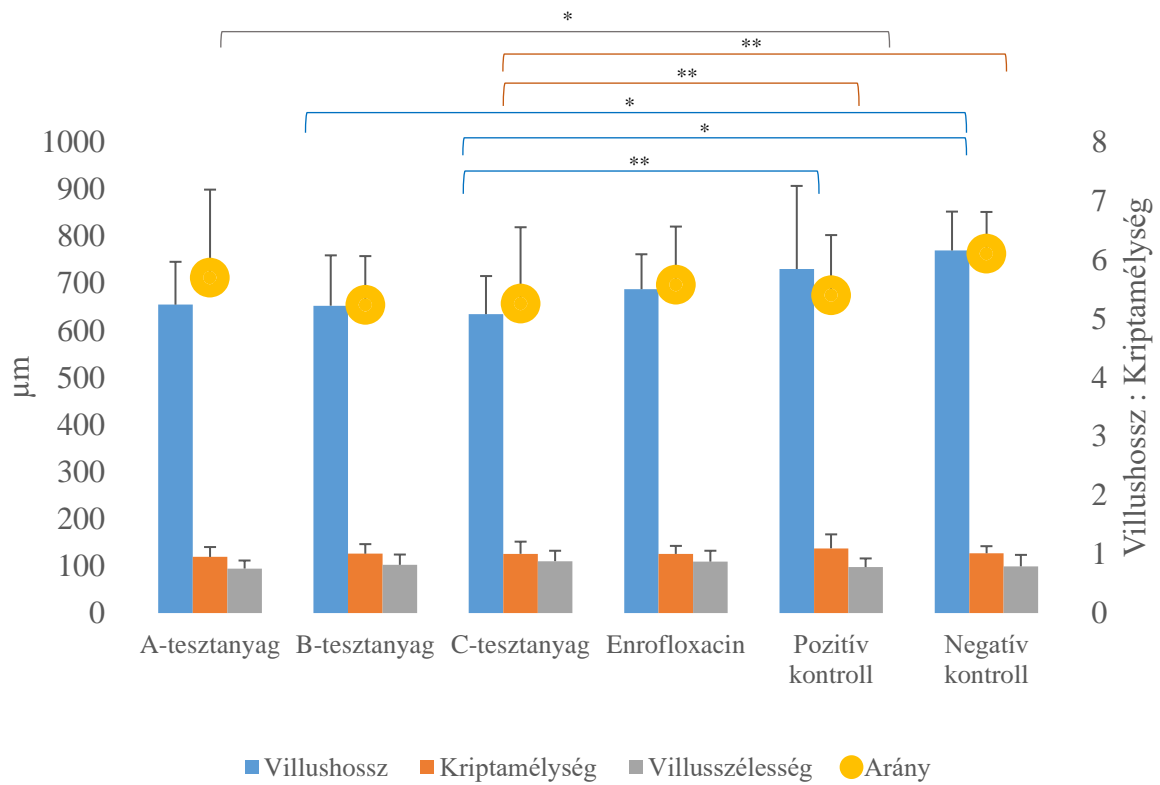 *
**
**
*
*
**
µm
1000
900
800
700
600
500
400
300
200
100
0
8
7
6
5
4
3
2
1
0
Villushossz : Kriptamélység
A-tesztanyag
B-tesztanyag
C-tesztanyag
Enrofloxacin
Pozitív
kontroll
Negatív
kontroll
Villushossz
Kriptamélység
Villusszélesség
Arány